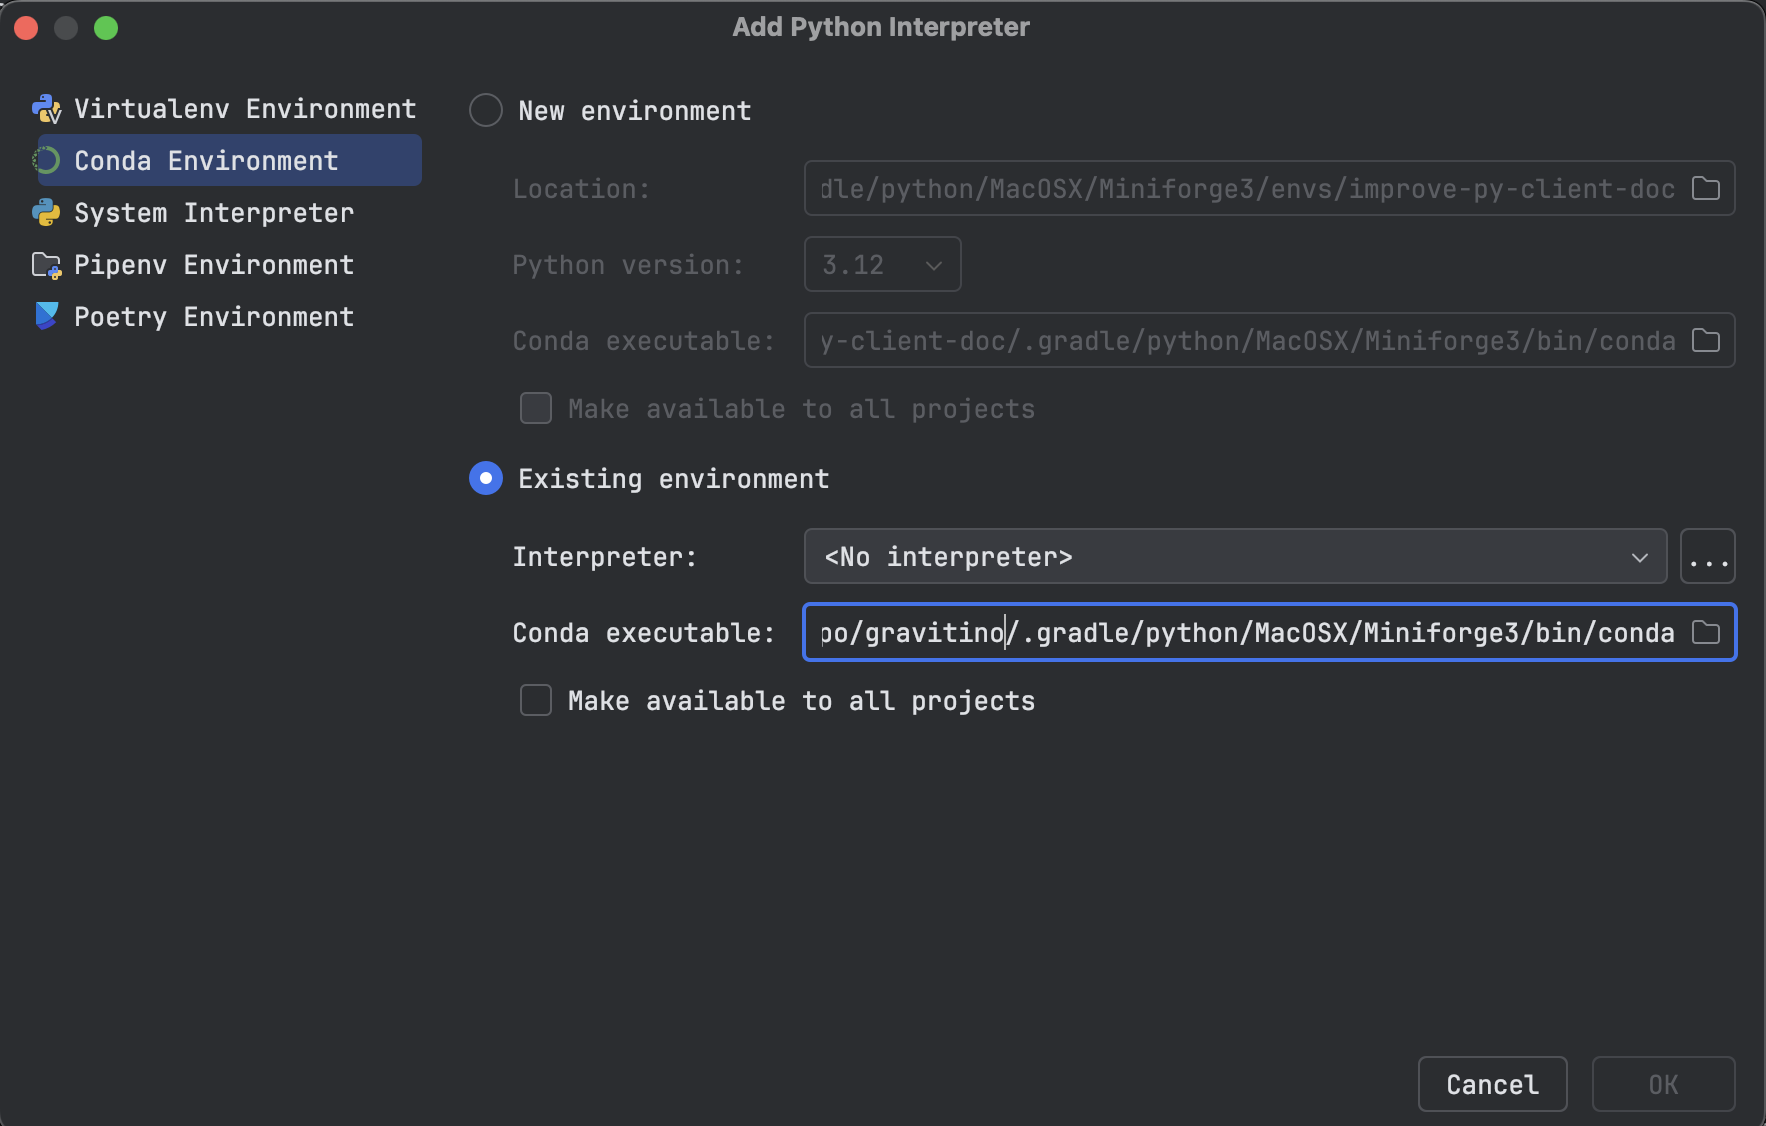 Add Python Interpreter
Virtualenv Environment
Conda Environment
System Interpreter
Pipenv Environment
Poetry Environment
New environment
Location: dle/python/MacOSX/Miniforge3/envs/improve-py-client-doc
Python version: 3.12
Conda executable: y-client-doc/.gradle/python/MacOSX/Miniforge3/bin/conda
Make available to all projects
Existing environment
Interpreter: <No interpreter> ...
Conda executable: po/gravitino/.gradle/python/MacOSX/Miniforge3/bin/conda
Make available to all projects
Cancel OK